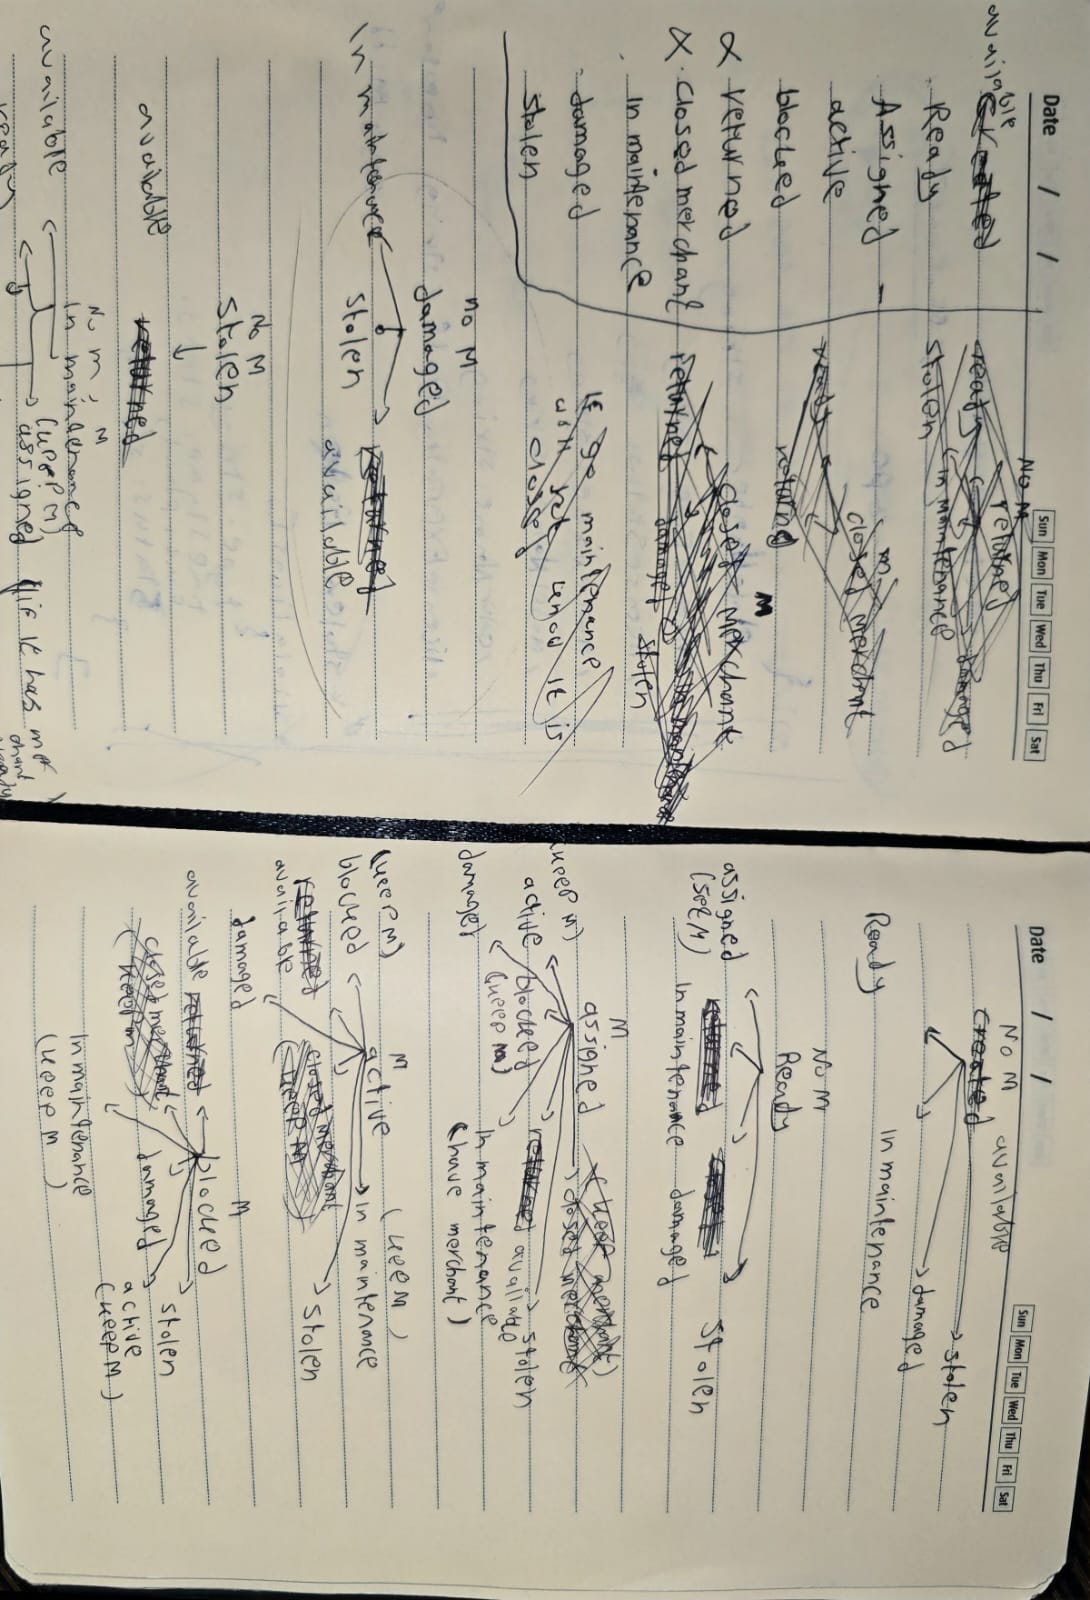 Date / /
Sun Mon Tue Wed Thu Fri Sat
available created
Ready
Assigned -
active
blocked
∝ returned
∝ closed merchant
In maintenance
damaged
stolen
No M
returned
ready
damaged
stolen
in maintenance
m
closed merchant
ready
returned
M
closed merchant
returned
damaged
in maintenance
stolen
IF go maintenance
will not know it is
closed
no M
damaged
In maintenance
stolen
returned
available
No M
stolen
available returned
No m, M
In maintenance
available
(keep M)
assigned (if it has merchant already)
ready
Date / /
Sun Mon Tue Wed Thu Fri Sat
No M available
created
stolen
damaged
Ready
In maintenance
No M
Ready
assigned
(set M)
returned
closed
stolen
In maintenance damaged
M
assigned
(keep merchant)
closed merchant
(keep M)
active
blocked
(keep m)
returned available
stolen
damaged
In maintenance
(have merchant)
(keep M)
M
active
(keep M)
blocked
In maintenance
returned
available
closed merchant
(keep M)
stolen
damaged
M
available returned
blocked
closed merchant
(keep m)
damaged
stolen
active
(keep M)
In maintenance
(keep M)